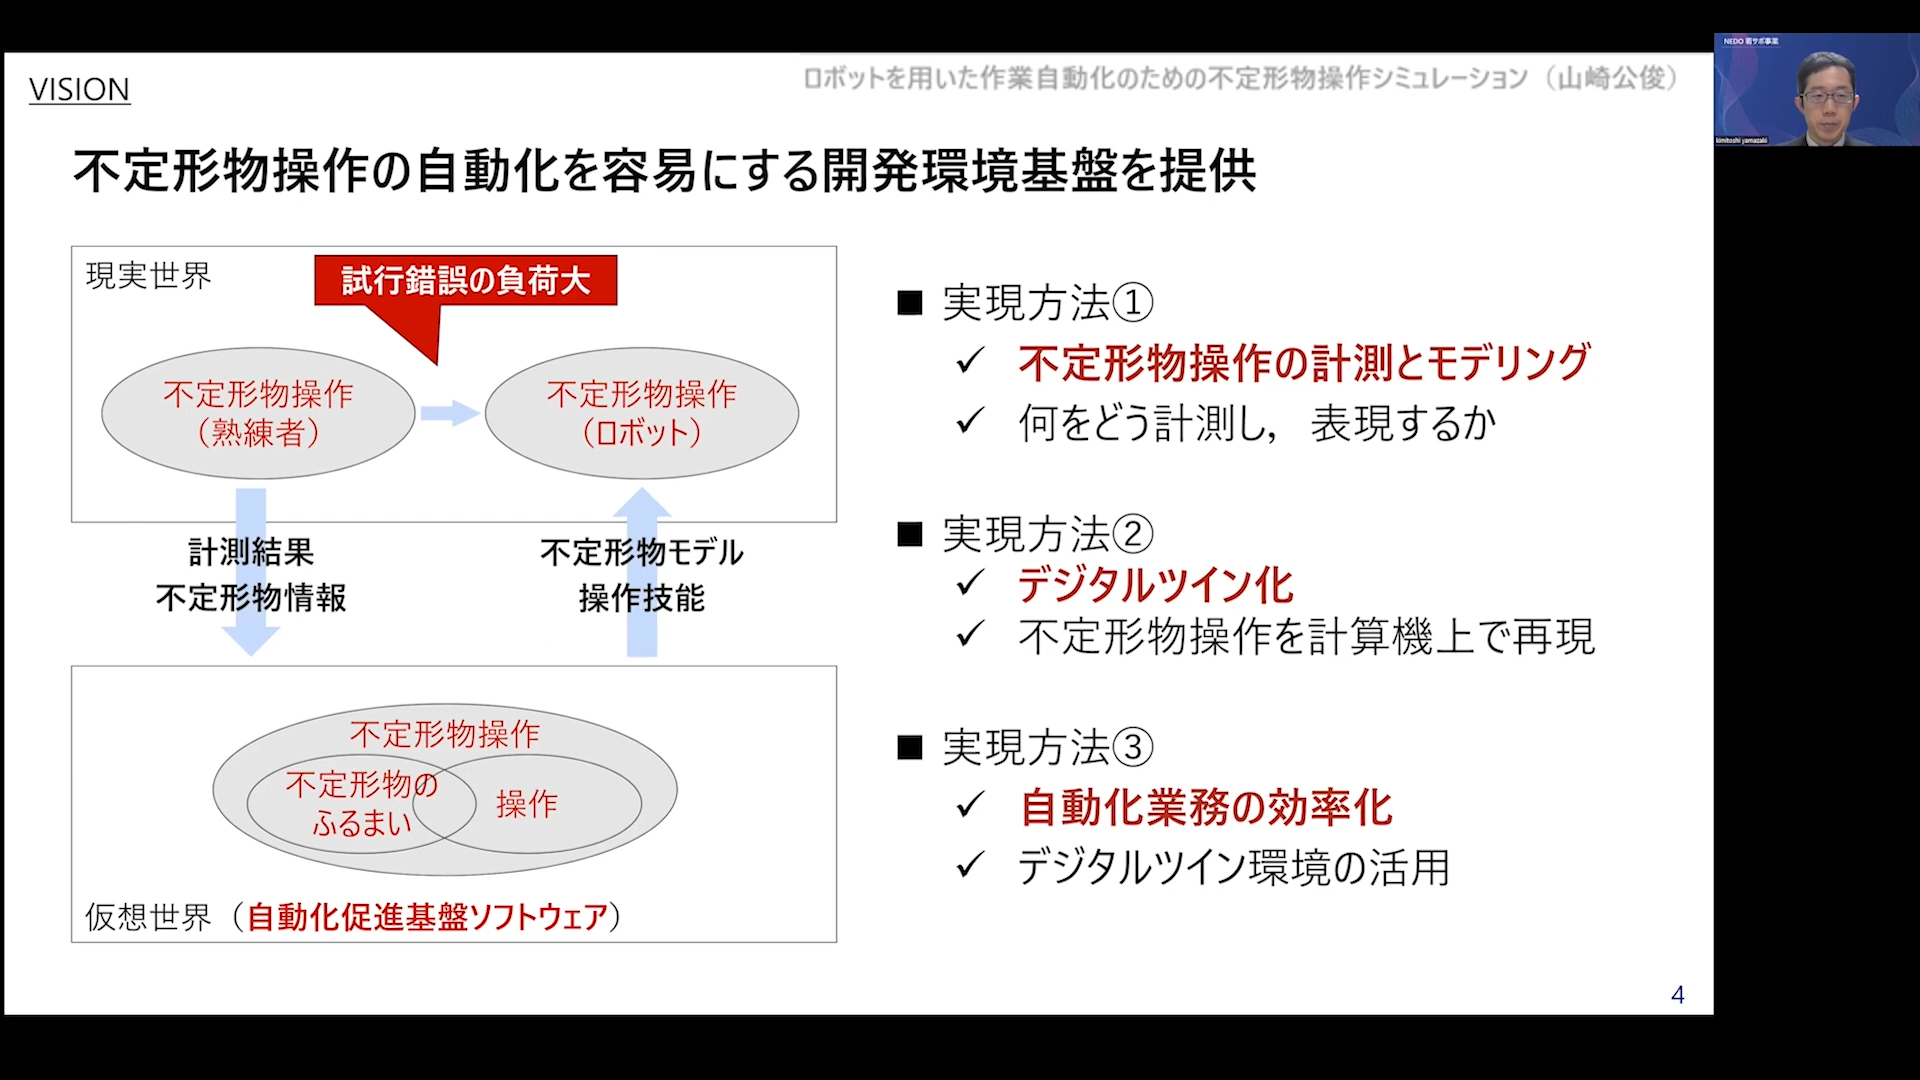 VISION
ロボットを用いた作業自動化のための不定形物操作シミュレーション（山崎公俊）
不定形物操作の自動化を容易にする開発環境基盤を提供
現実世界
試行錯誤の負荷大
不定形物操作
（熟練者）
不定形物操作
（ロボット）
計測結果
不定形物情報
不定形物モデル
操作技能
不定形物操作
不定形物の
ふるまい
操作
仮想世界（自動化促進基盤ソフトウェア）
■ 実現方法①
✓ 不定形物操作の計測とモデリング
✓ 何をどう計測し，表現するか
■ 実現方法②
✓ デジタルツイン化
✓ 不定形物操作を計算機上で再現
■ 実現方法③
✓ 自動化業務の効率化
✓ デジタルツイン環境の活用
4
NEDO 若サポ事業
kimitoshi yamazaki